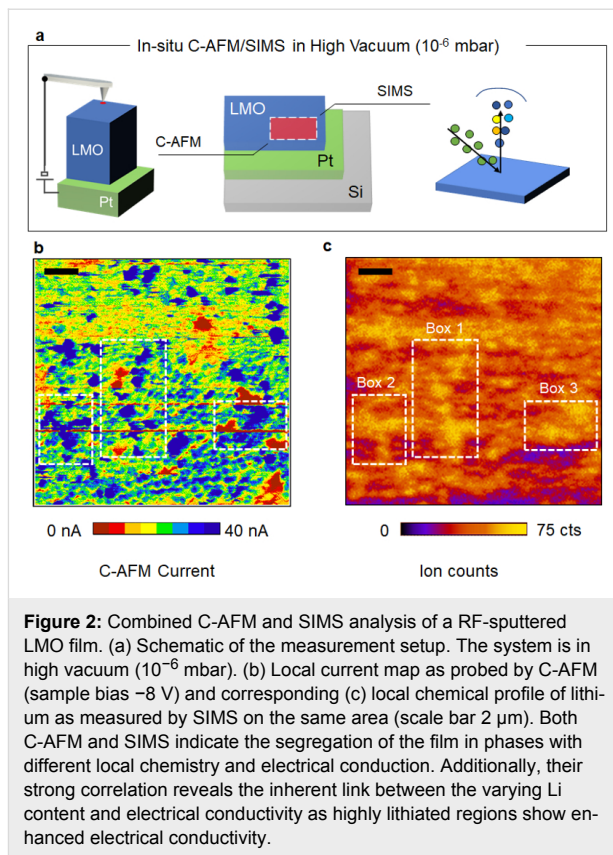 a
In-situ C-AFM/SIMS in High Vacuum (10⁻⁶ mbar)
LMO
SIMS
LMO
C-AFM
Pt
Pt
Si
b
c
Box 1
Box 2
Box 3
0 nA
40 nA
0
75 cts
C-AFM Current
Ion counts
Figure 2: Combined C-AFM and SIMS analysis of a RF-sputtered
LMO film. (a) Schematic of the measurement setup. The system is in
high vacuum (10⁻⁶ mbar). (b) Local current map as probed by C-AFM
(sample bias −8 V) and corresponding (c) local chemical profile of lithi-
um as measured by SIMS on the same area (scale bar 2 μm). Both
C-AFM and SIMS indicate the segregation of the film in phases with
different local chemistry and electrical conduction. Additionally, their
strong correlation reveals the inherent link between the varying Li
content and electrical conductivity as highly lithiated regions show en-
hanced electrical conductivity.